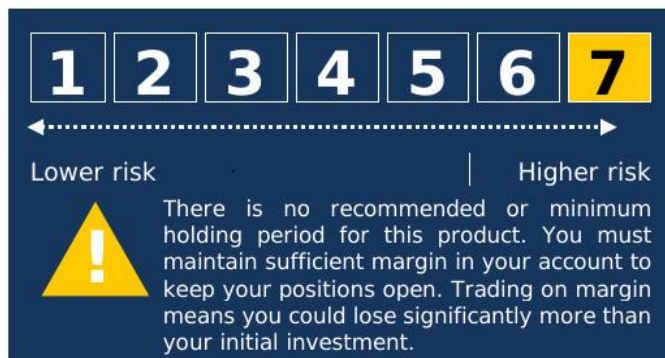 1 2 3 4 5 6 7
Lower risk Higher risk
!
There is no recommended or minimum
holding period for this product. You must
maintain sufficient margin in your account to
keep your positions open. Trading on margin
means you could lose significantly more than
your initial investment.